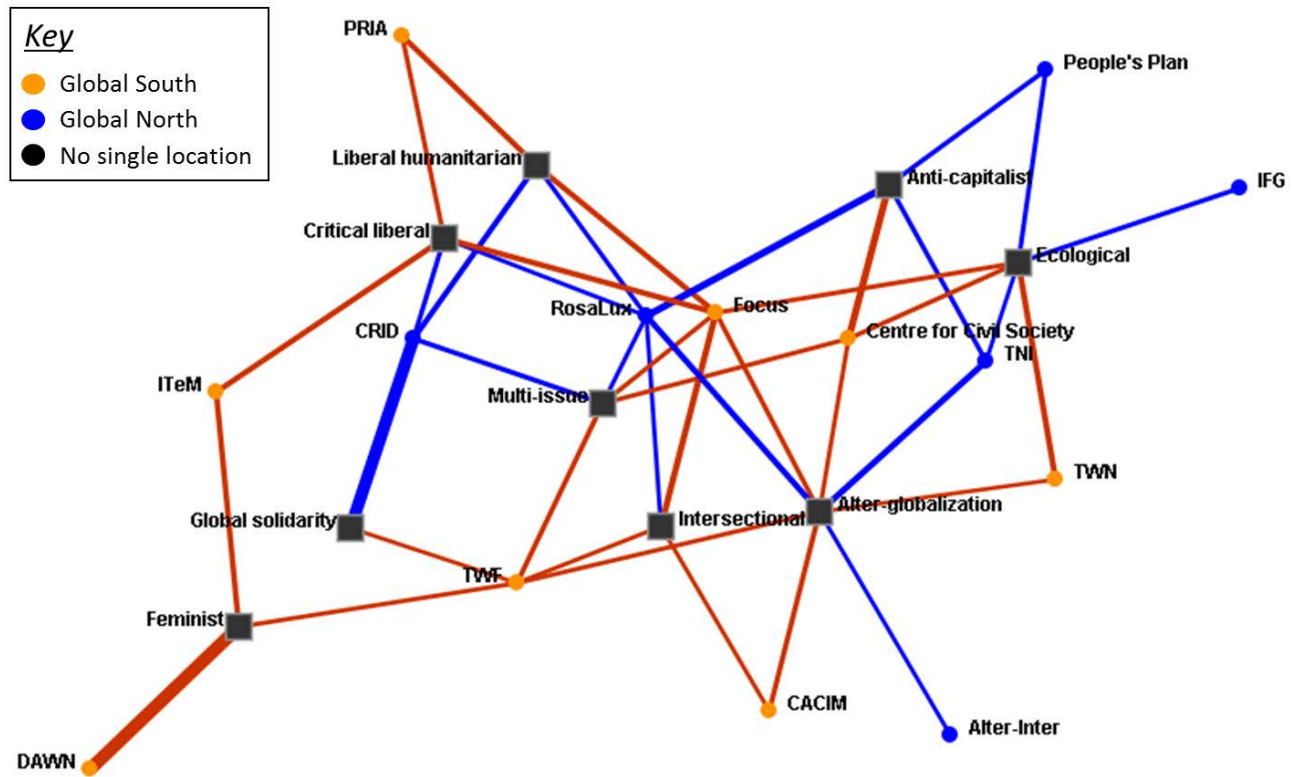 Key
Global South
Global North
No single location
PRIA
People's Plan
Liberal humanitarian
Anti-capitalist
IFG
Critical liberal
Ecological
RosaLux
Focus
CRID
Centre for Civil Society
TNI
ITeM
Multi-issue
TWN
Alter-globalization
Global solidarity
Intersectional
TWF
Feminist
CACIM
Alter-Inter
DAWN